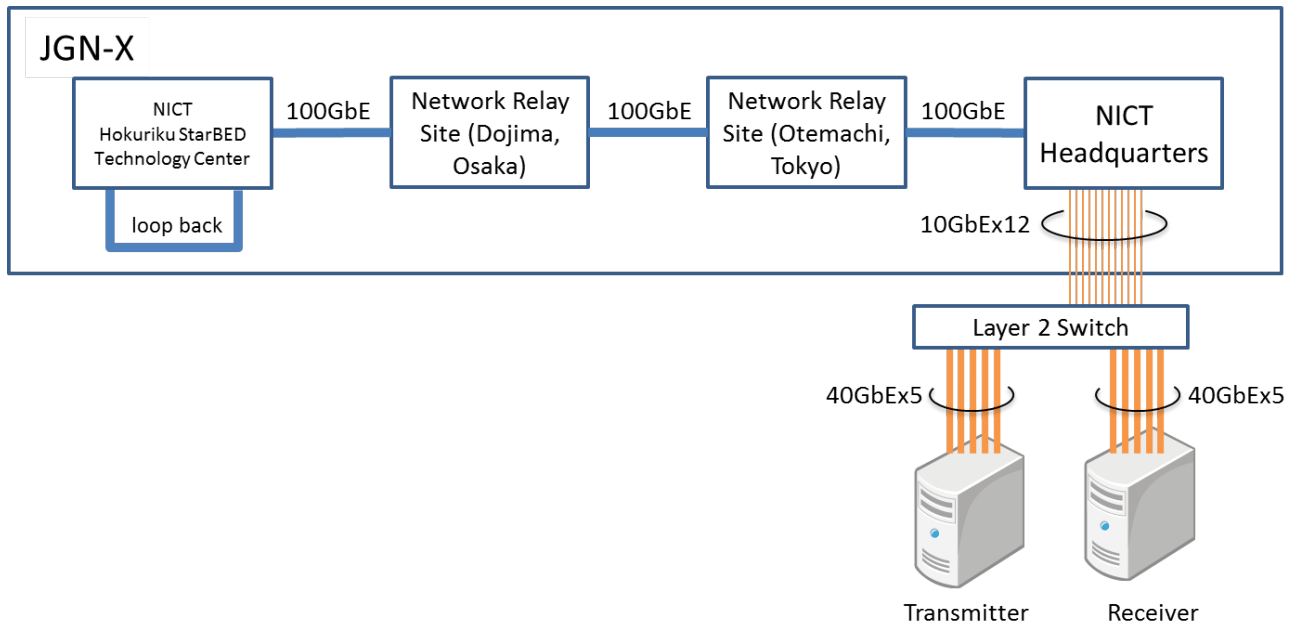 JGN-X
NICT
Hokuriku StarBED
Technology Center
100GbE
Network Relay
Site (Dojima,
Osaka)
100GbE
Network Relay
Site (Otemachi,
Tokyo)
100GbE
NICT
Headquarters
loop back
10GbEx12
Layer 2 Switch
40GbEx5
40GbEx5
Transmitter
Receiver